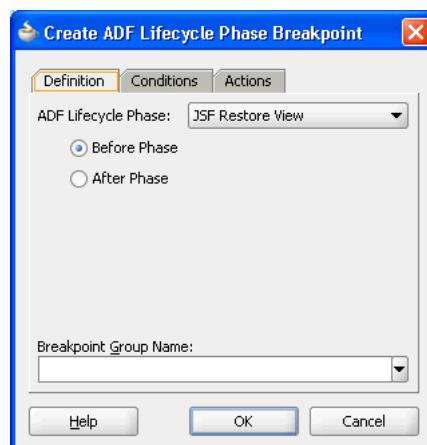 Create ADF Lifecycle Phase Breakpoint
Definition Conditions Actions
ADF Lifecycle Phase: JSF Restore View
Before Phase
After Phase
Breakpoint Group Name:
Help OK Cancel